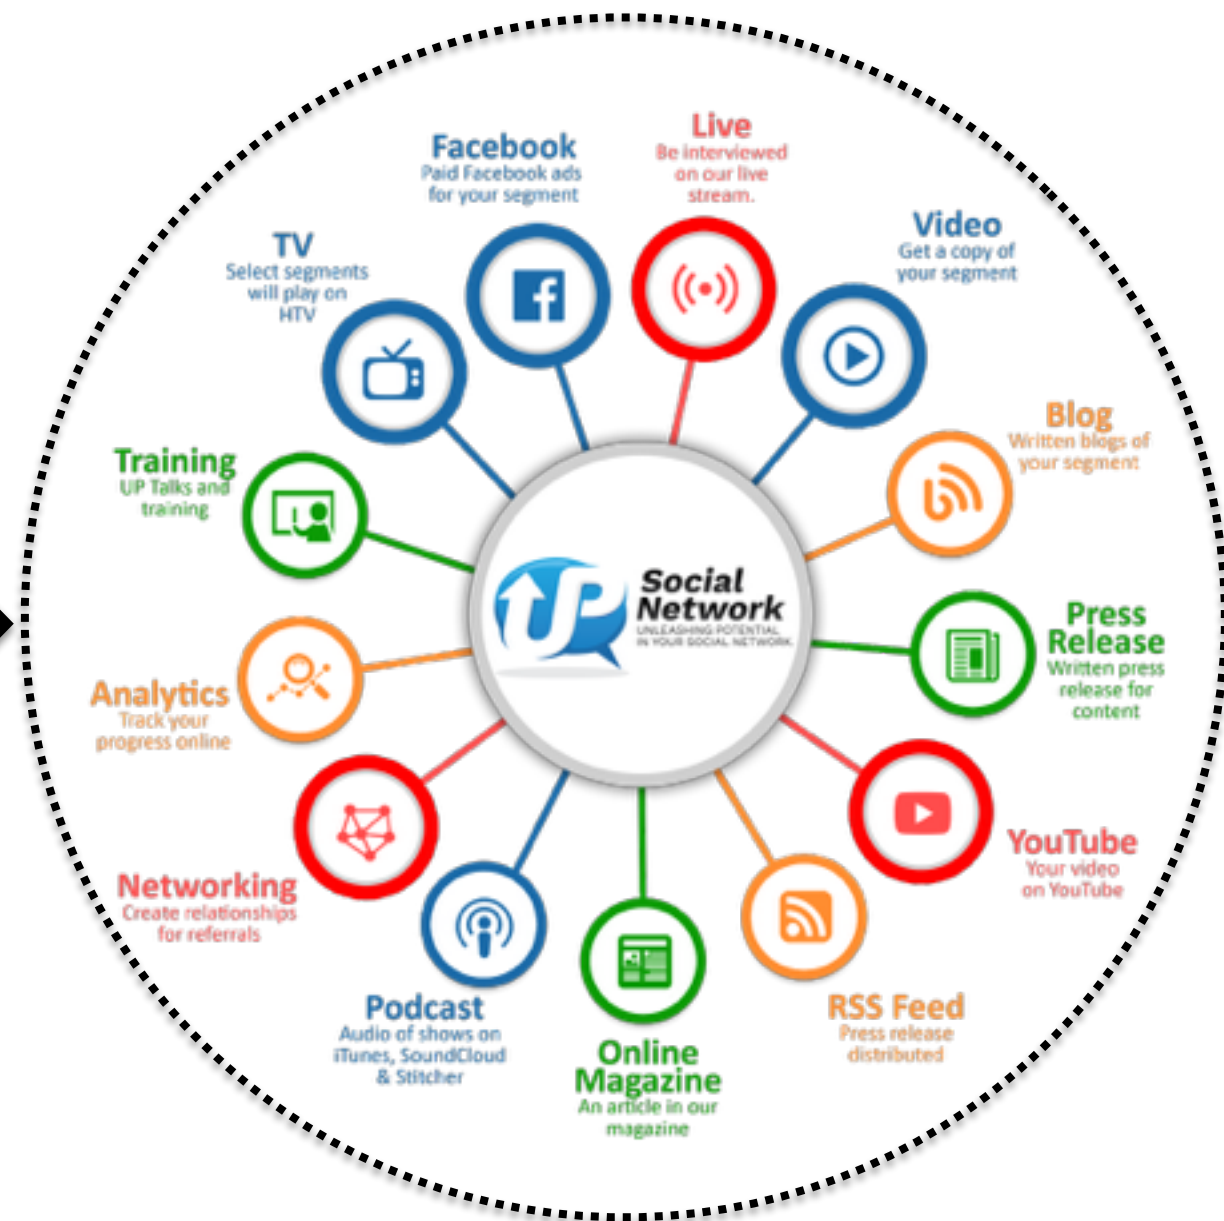 Live
Be interviewed
on our live
stream.
Facebook
Paid Facebook ads
for your segment
Video
Get a copy of
your segment
TV
Select segments
will play on
HTV
Blog
Written blogs of
your segment
Training
UP Talks and
training
UP
Social
Network
UNLEASHING POTENTIAL
IN YOUR SOCIAL NETWORK
Press
Release
Written press
release for
content
Analytics
Track your
progress online
YouTube
Your video
on YouTube
Networking
Create relationships
for referrals
Podcast
Audio of shows on
iTunes, SoundCloud
& Stitcher
RSS Feed
Press release
distributed
Online
Magazine
An article in our
magazine